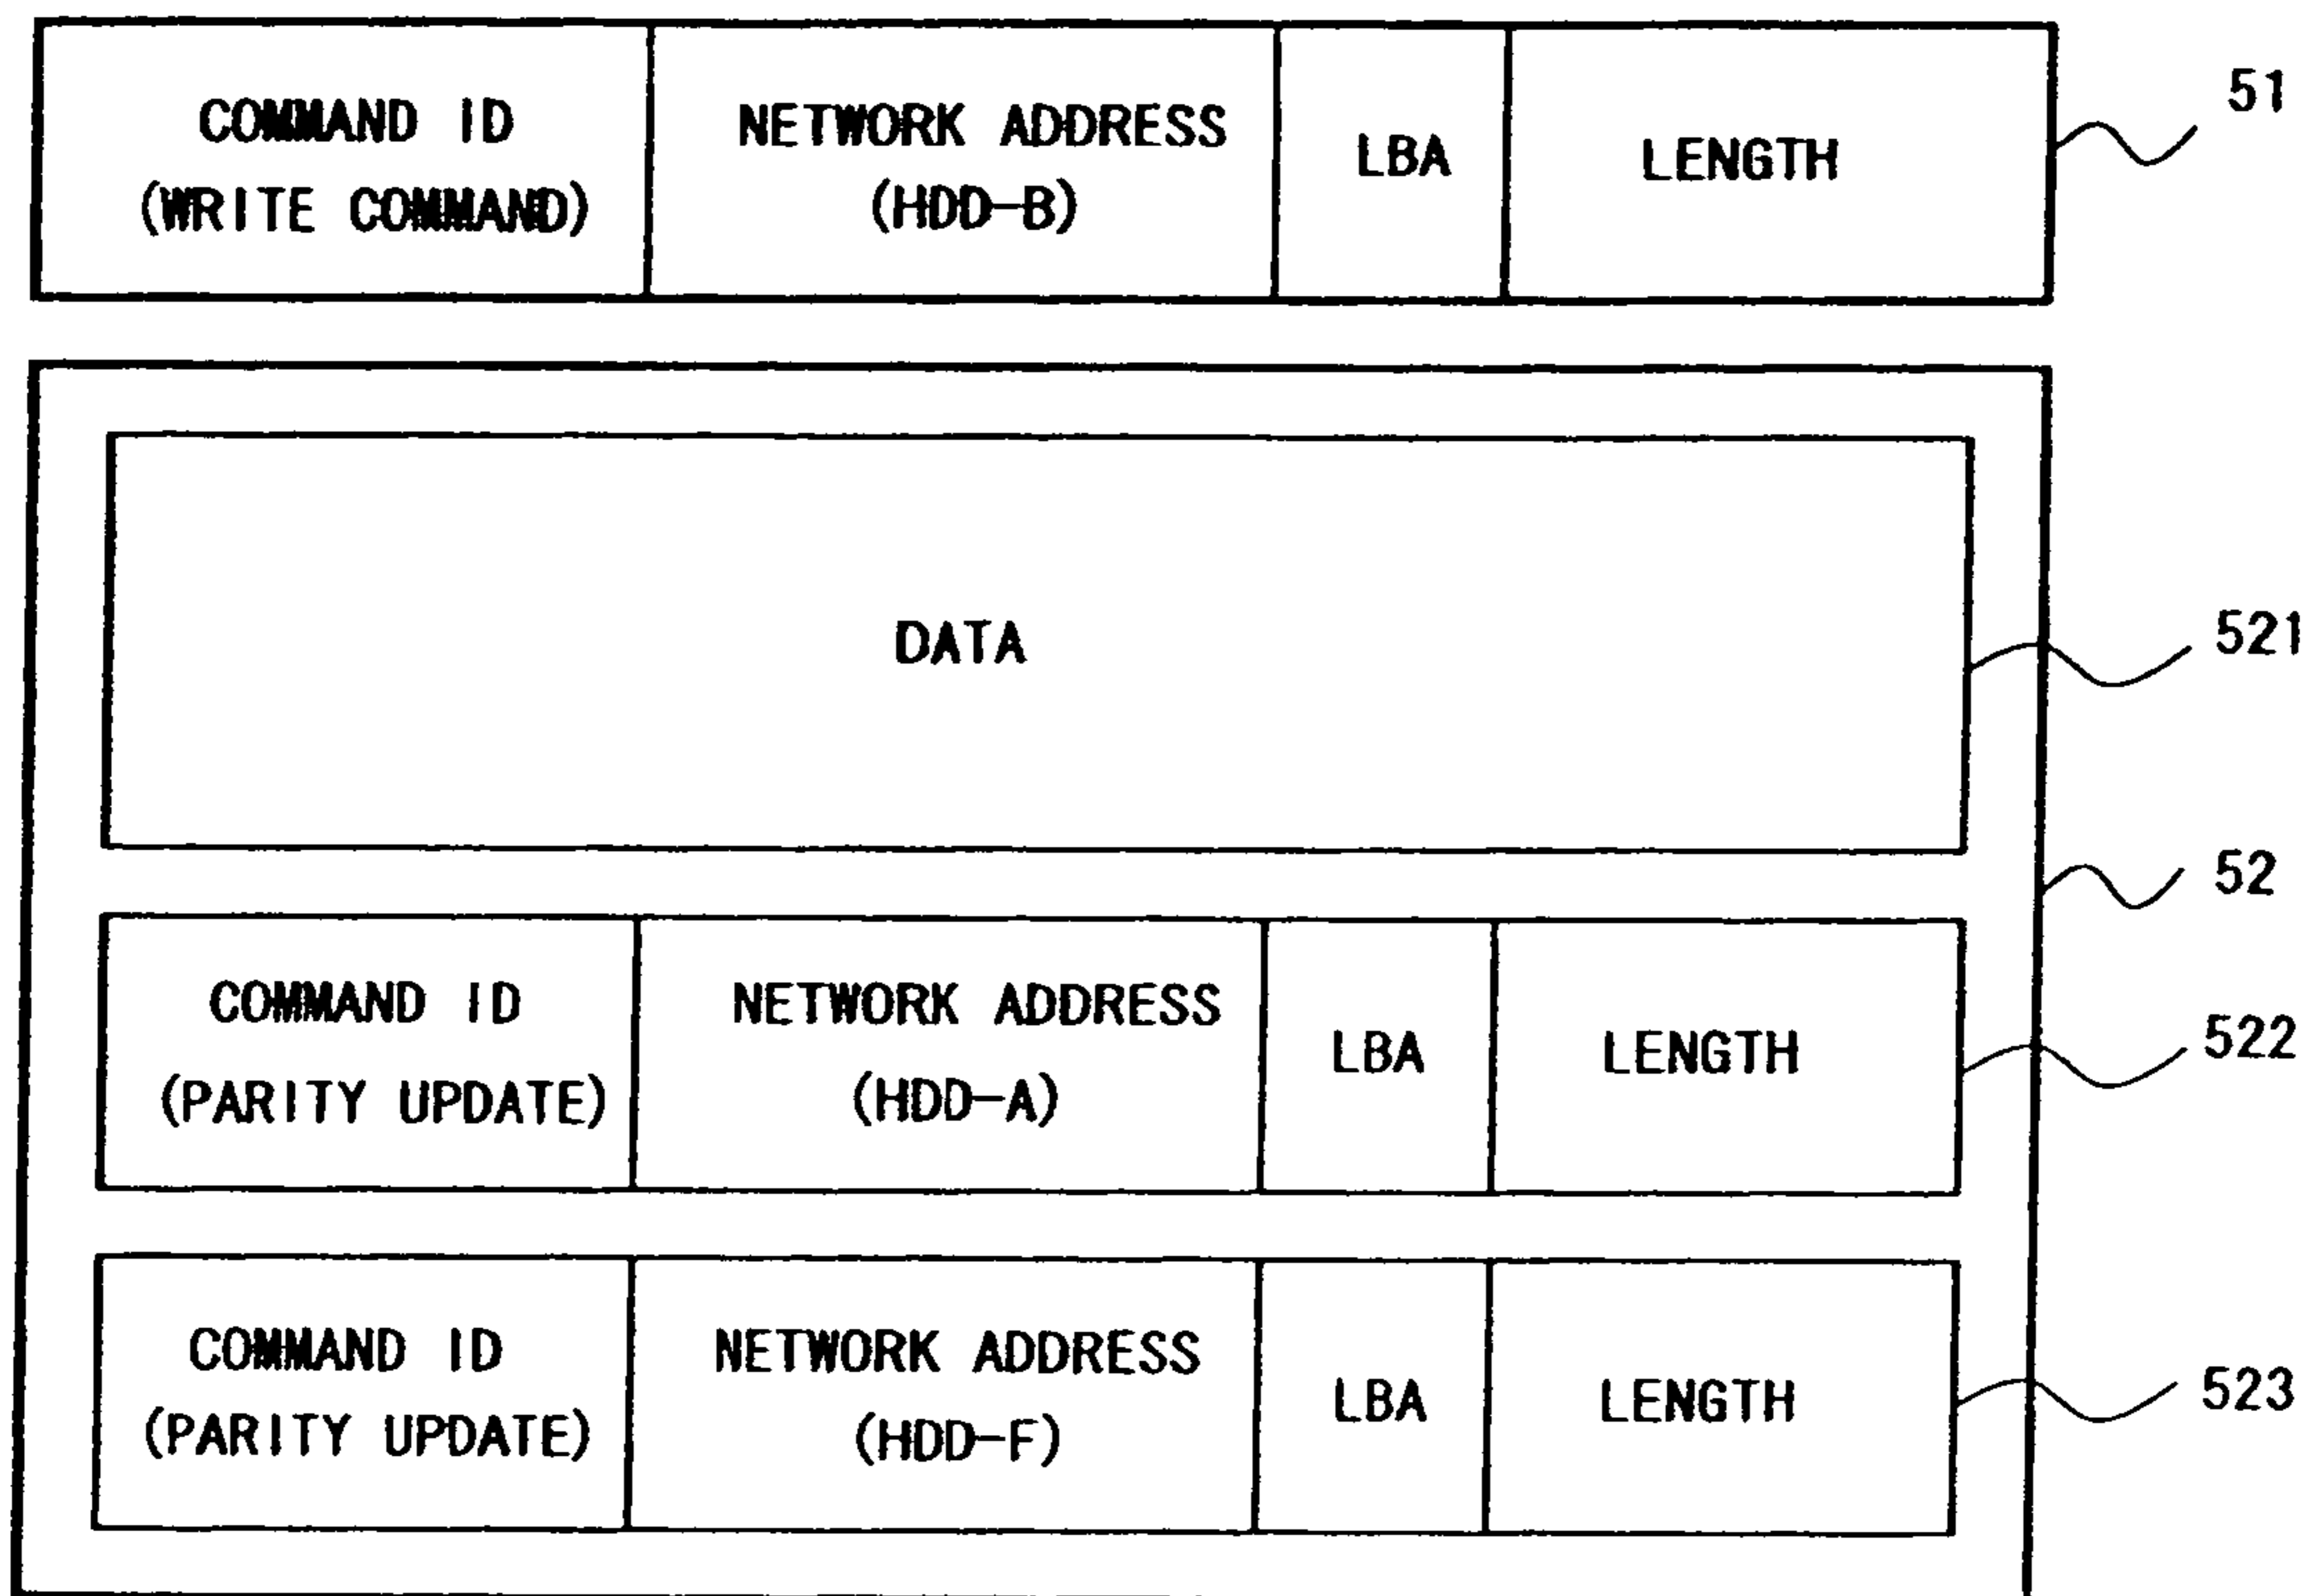 COMMAND ID
(WRITE COMMAND)
NETWORK ADDRESS
(HDD-B)
LBA
LENGTH
51
DATA
521
52
COMMAND ID
(PARITY UPDATE)
NETWORK ADDRESS
(HDD-A)
LBA
LENGTH
522
COMMAND ID
(PARITY UPDATE)
NETWORK ADDRESS
(HDD-F)
LBA
LENGTH
523